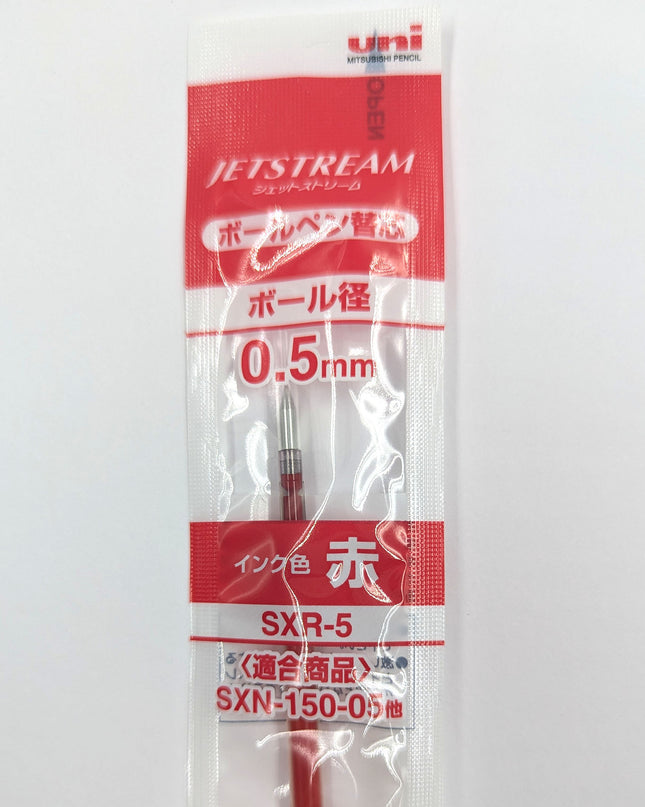 uni
MITSUBISHI PENCIL
OPEN
JETSTREAM
ジェットストリーム
ボールペン替芯
ボール径
0.5mm
インク色 赤
SXR-5
〈適合商品〉
SXN-150-05他